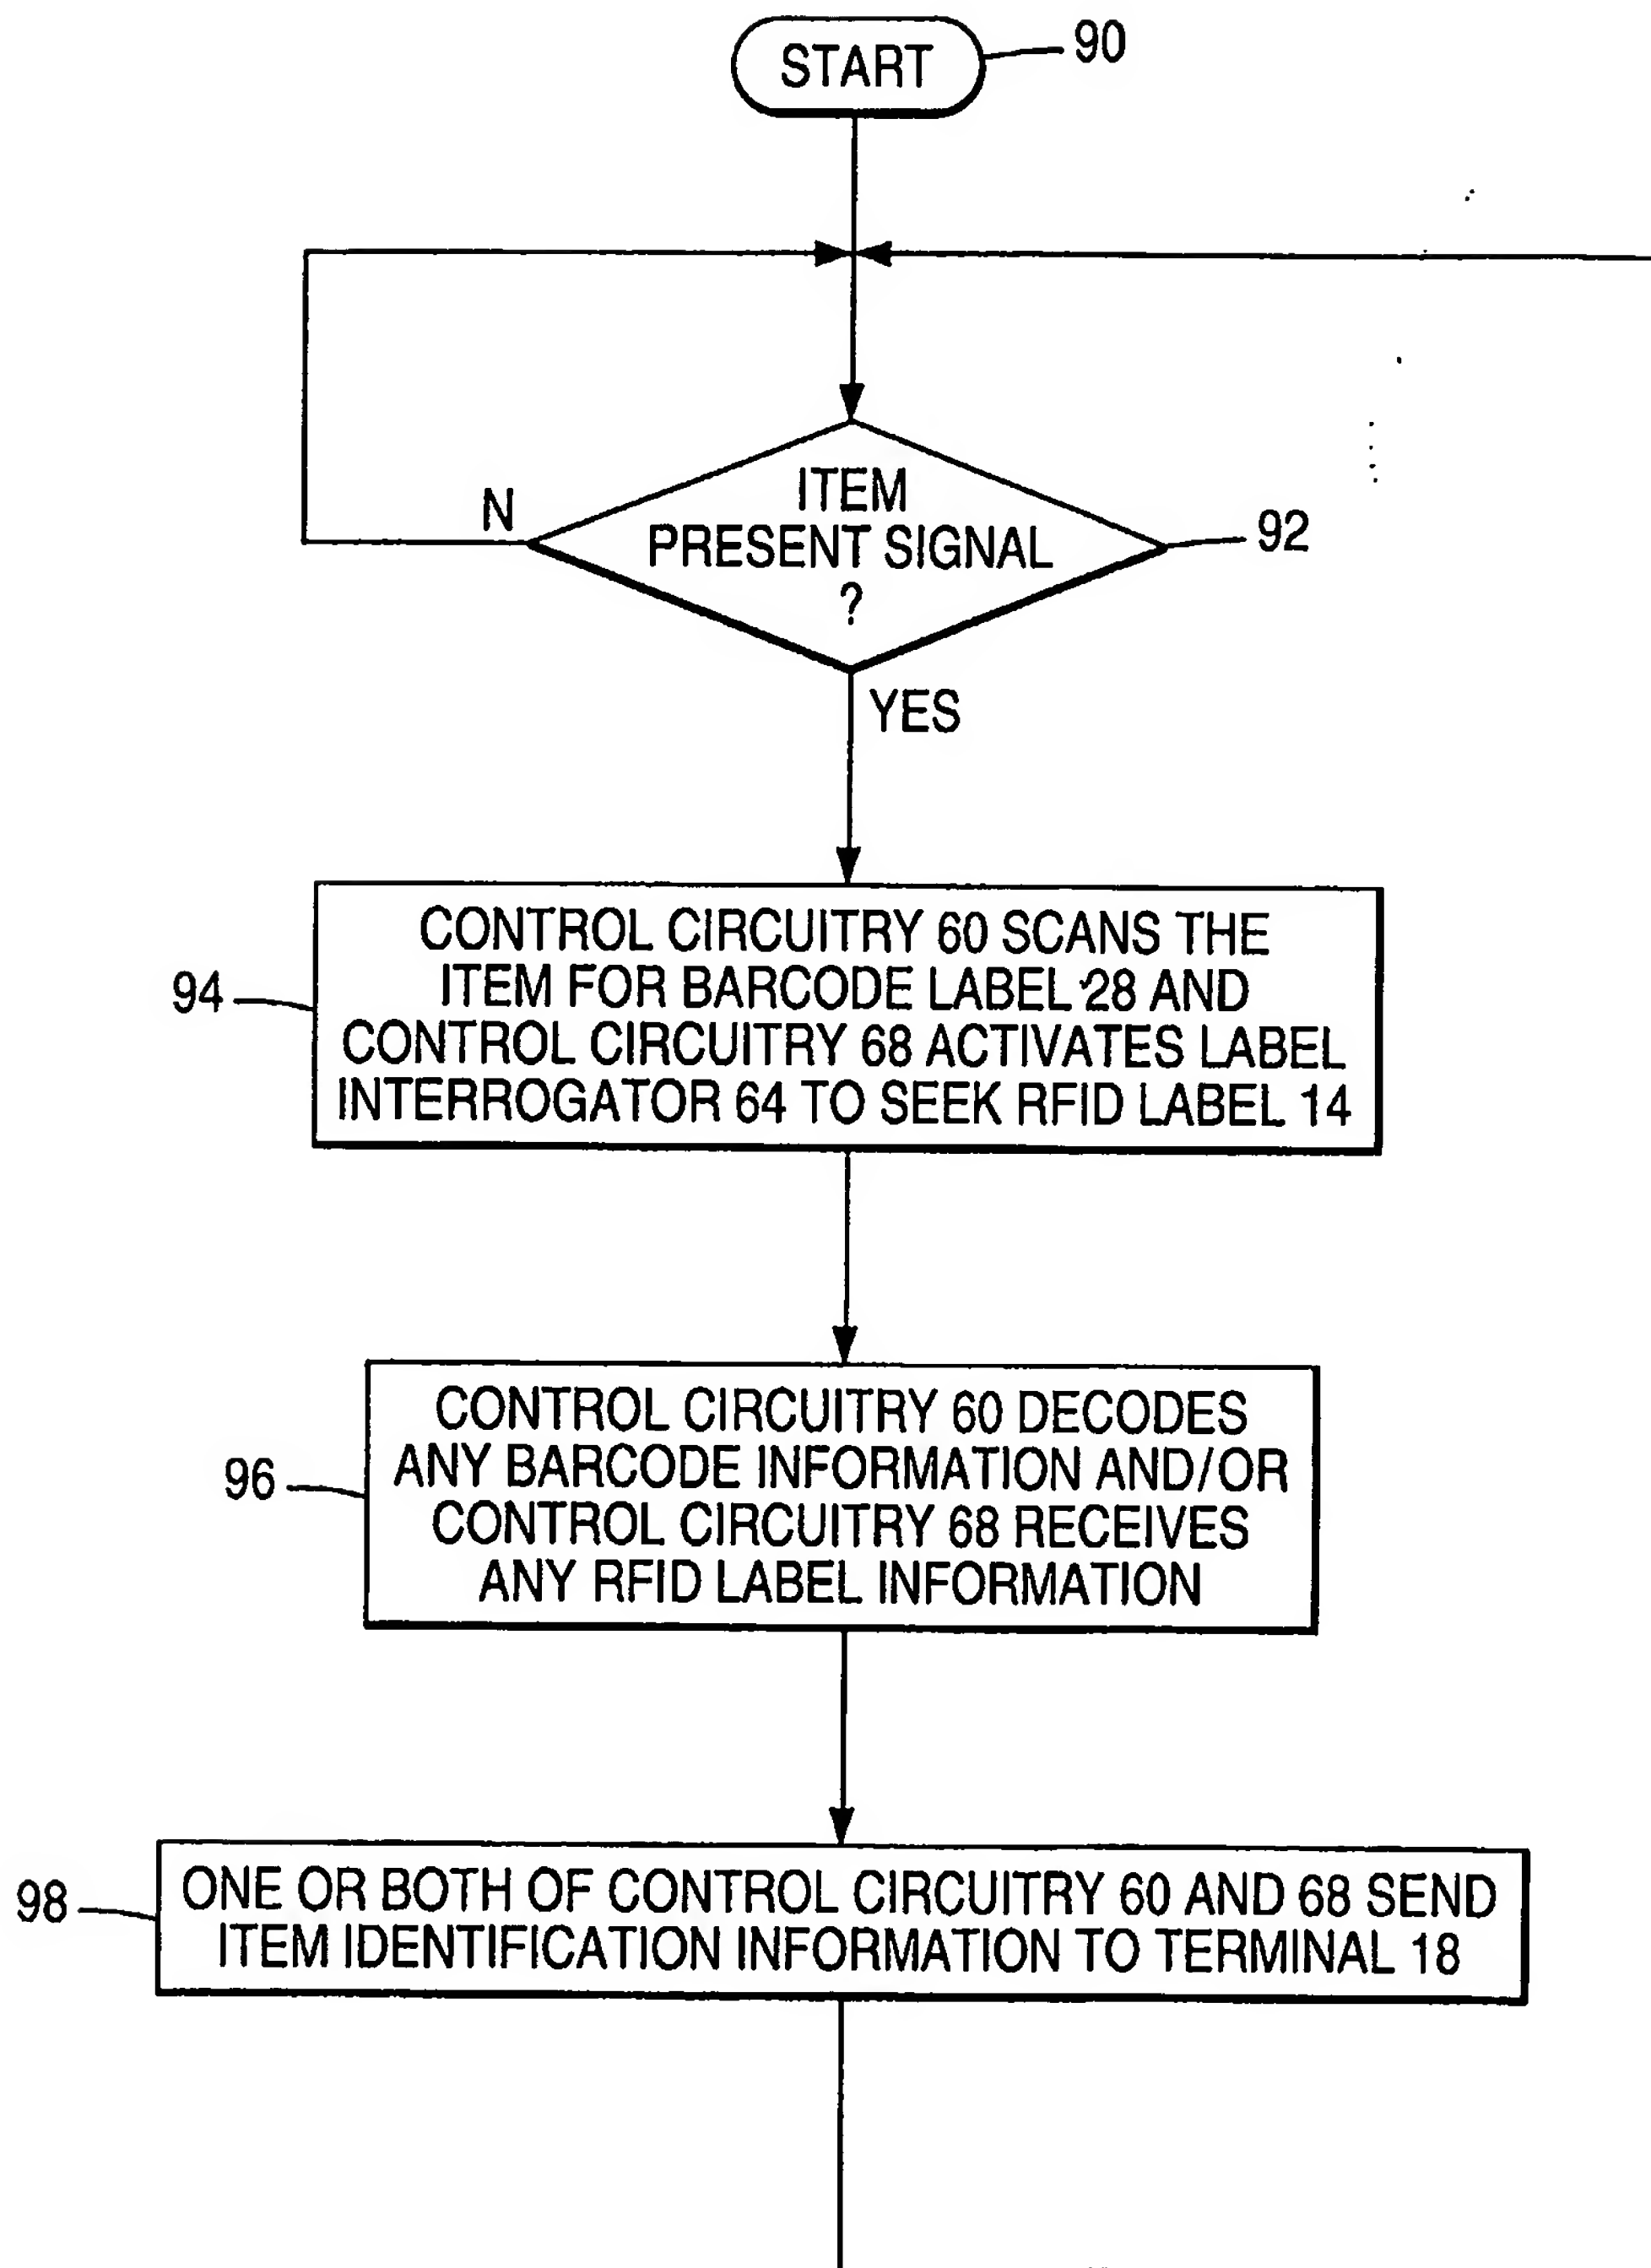 START
90
ITEM
PRESENT SIGNAL
?
N
92
YES
94
CONTROL CIRCUITRY 60 SCANS THE
ITEM FOR BARCODE LABEL 28 AND
CONTROL CIRCUITRY 68 ACTIVATES LABEL
INTERROGATOR 64 TO SEEK RFID LABEL 14
96
CONTROL CIRCUITRY 60 DECODES
ANY BARCODE INFORMATION AND/OR
CONTROL CIRCUITRY 68 RECEIVES
ANY RFID LABEL INFORMATION
98
ONE OR BOTH OF CONTROL CIRCUITRY 60 AND 68 SEND
ITEM IDENTIFICATION INFORMATION TO TERMINAL 18